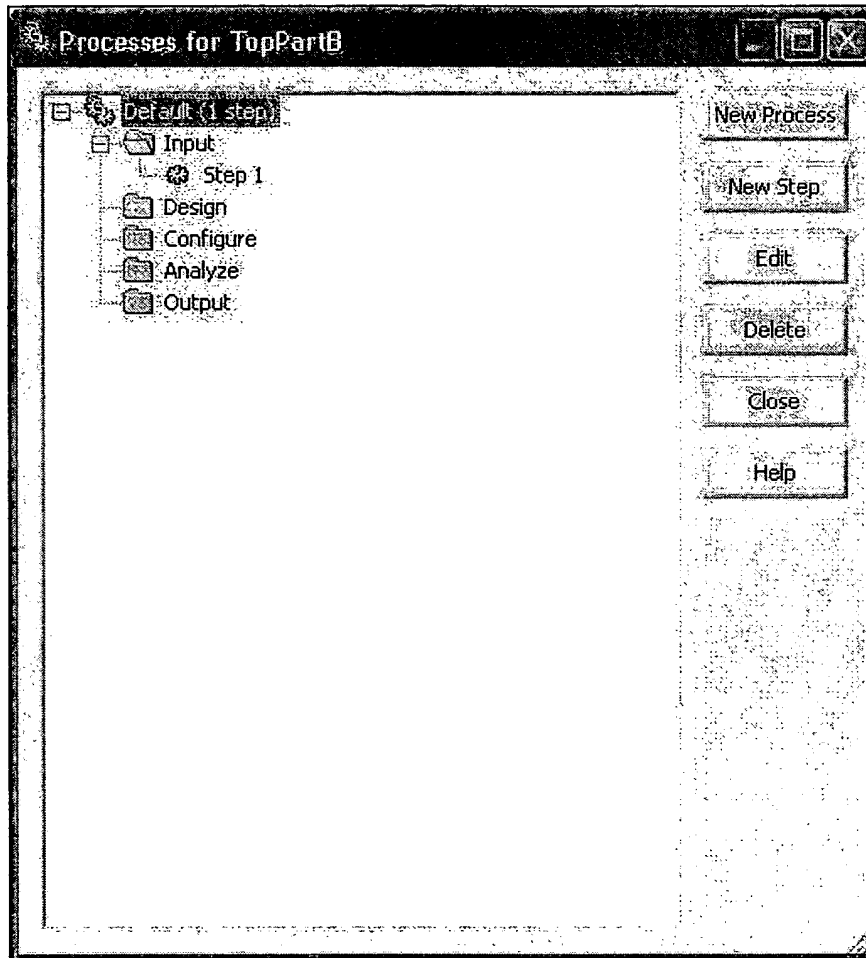 Processes for TopPartB
Default (1 step)
Input
Step 1
Design
Configure
Analyze
Output
New Process
New Step
Edit
Delete
Close
Help